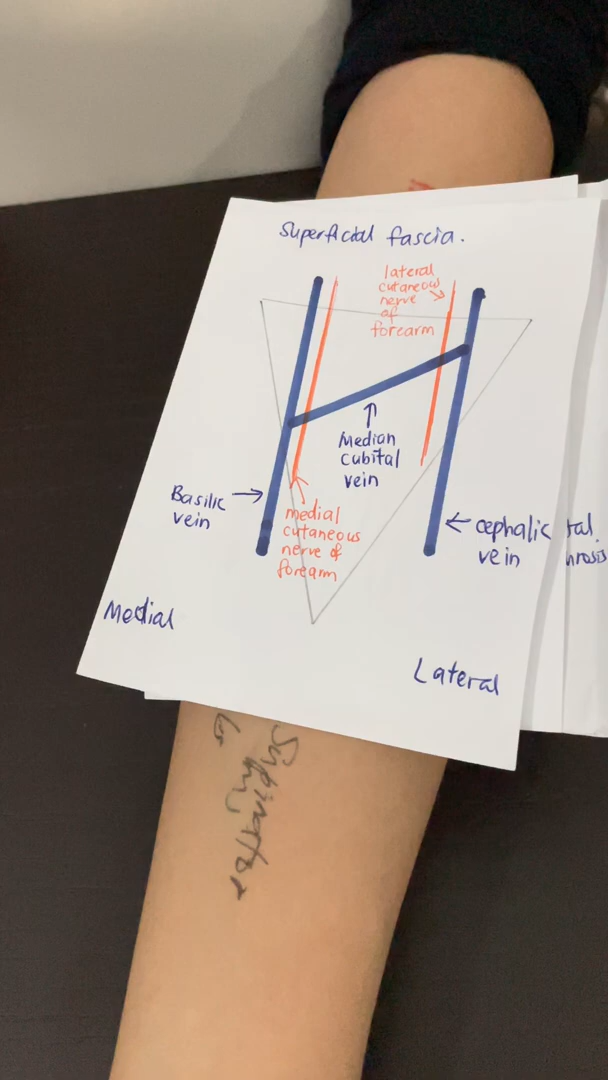 Superficial fascia.
lateral
cutaneous
nerve
of
forearm
Median
cubital
vein
Basilic
vein
medial
cutaneous
nerve of
forearm
cephalic
vein
Medial
Lateral
Supinator